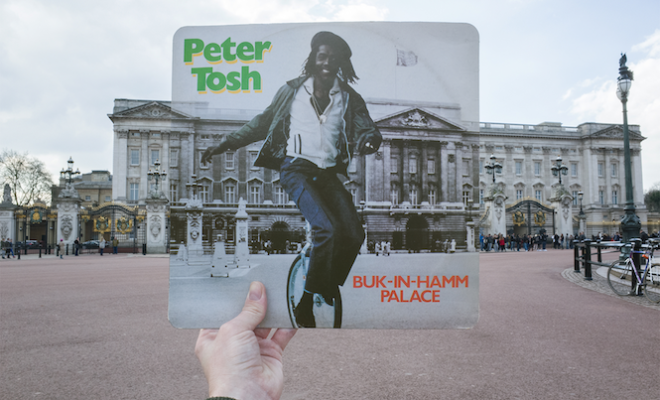 Peter
Tosh
BUK-IN-HAMM
PALACE